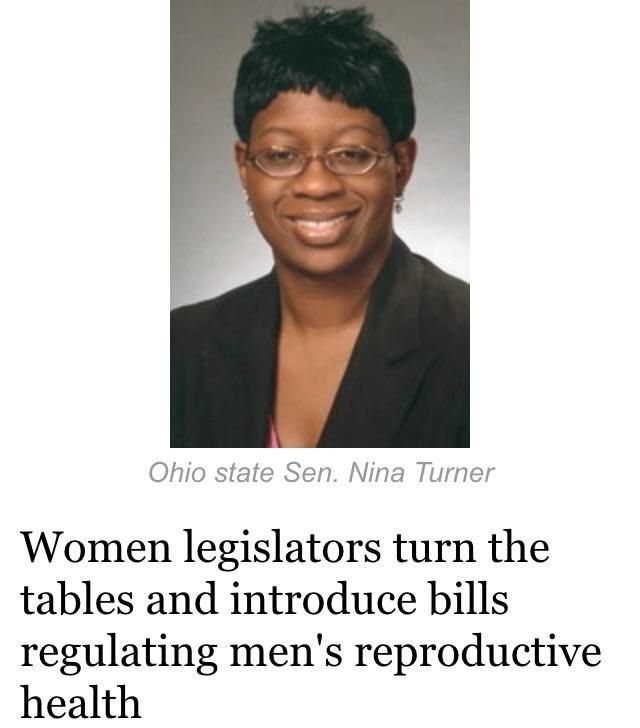 Ohio state Sen. Nina Turner
Women legislators turn the
tables and introduce bills
regulating men's reproductive
health